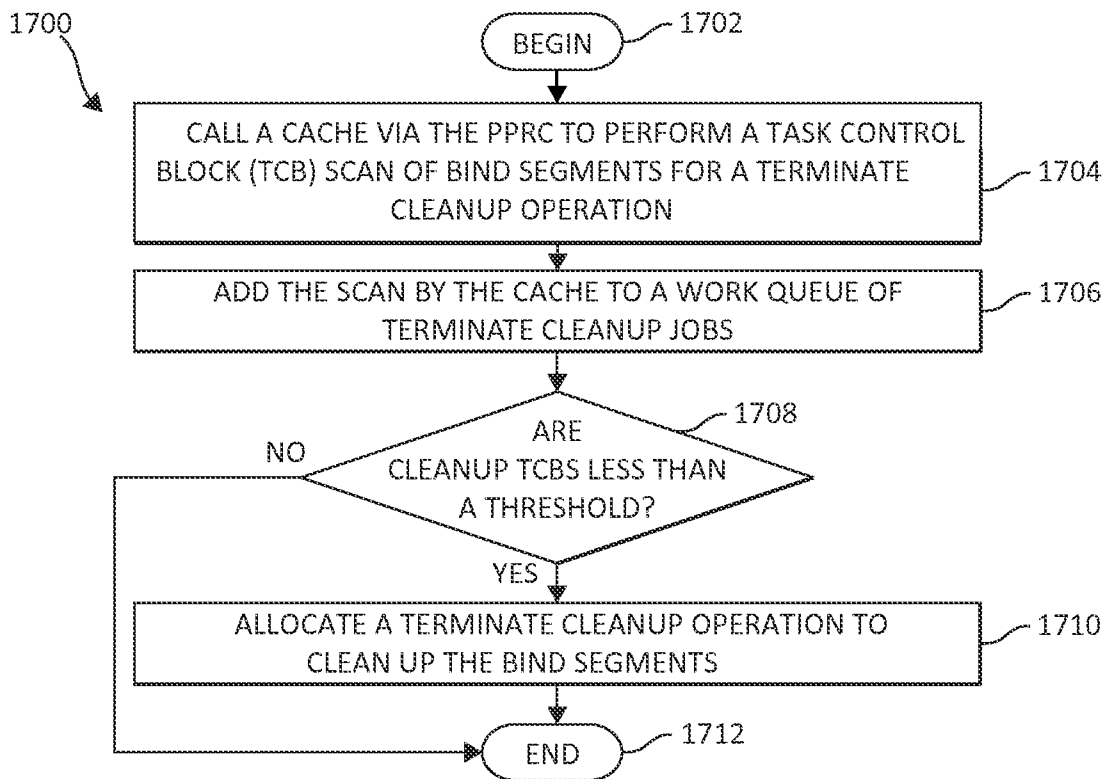 1700
BEGIN
1702
CALL A CACHE VIA THE PPRC TO PERFORM A TASK CONTROL
BLOCK (TCB) SCAN OF BIND SEGMENTS FOR A TERMINATE
CLEANUP OPERATION
1704
ADD THE SCAN BY THE CACHE TO A WORK QUEUE OF
TERMINATE CLEANUP JOBS
1706
1708
ARE
CLEANUP TCBS LESS THAN
A THRESHOLD?
NO
YES
ALLOCATE A TERMINATE CLEANUP OPERATION TO
CLEAN UP THE BIND SEGMENTS
1710
END
1712